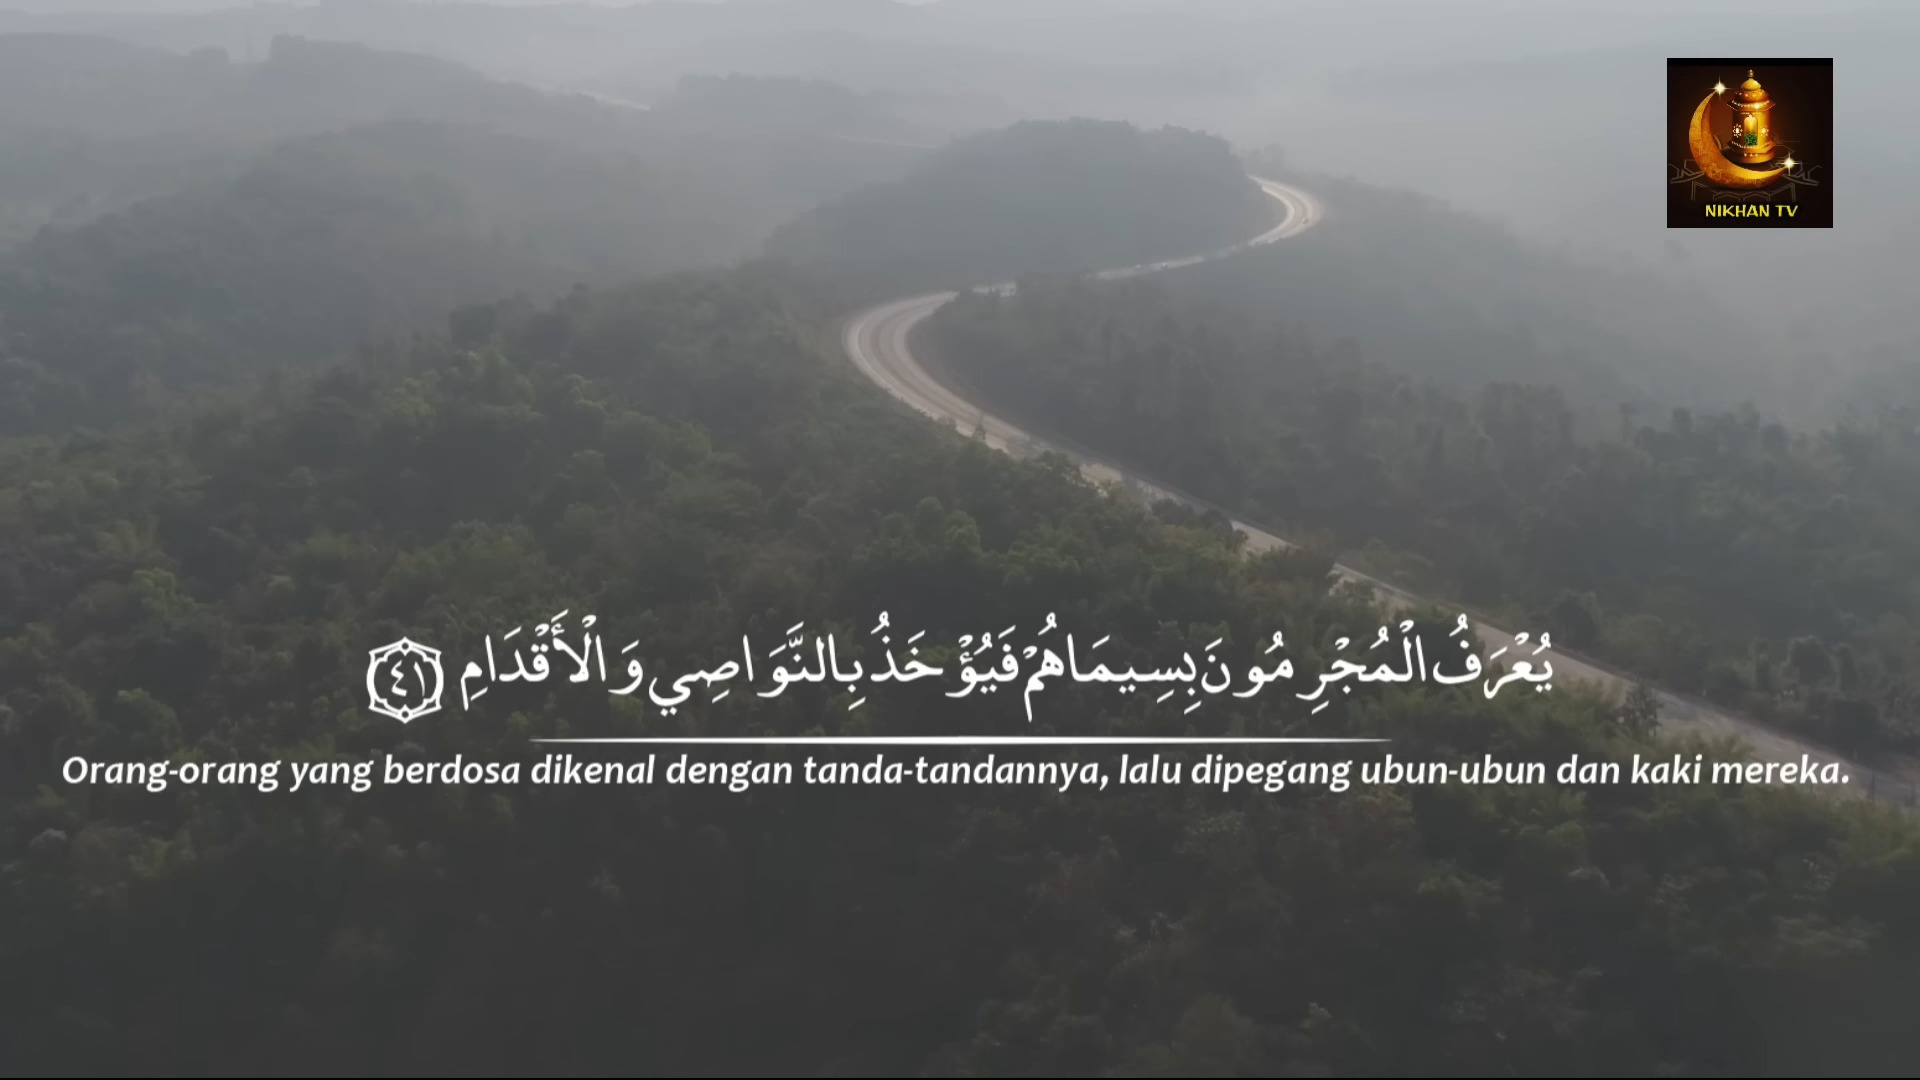 NIKHAN TV
يُعْرَفُ الْمُجْرِمُونَ بِسِيمَاهُمْ فَيُؤْخَذُ بِالنَّوَاصِي وَالْأَقْدَامِ ٤١
Orang-orang yang berdosa dikenal dengan tanda-tandannya, lalu dipegang ubun-ubun dan kaki mereka.